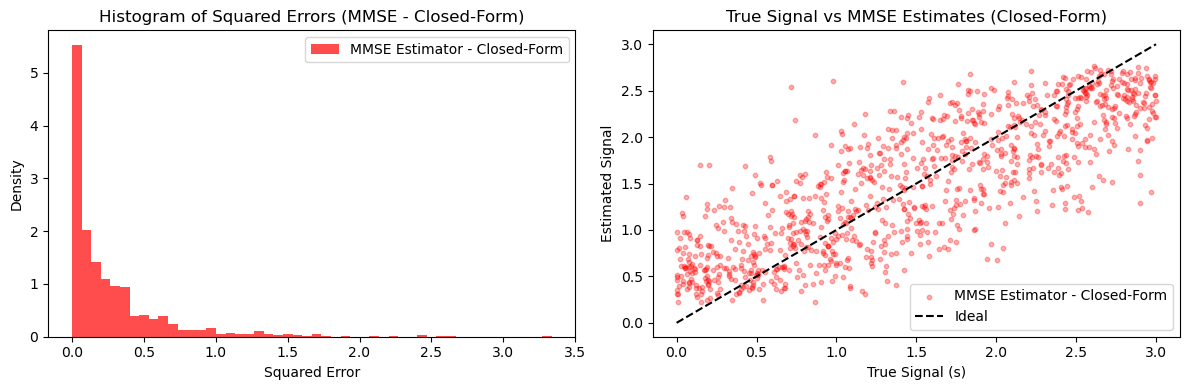 Histogram of Squared Errors (MMSE - Closed-Form)
MMSE Estimator - Closed-Form
5
4
3
2
1
0
Density
0.0 0.5 1.0 1.5 2.0 2.5 3.0 3.5
Squared Error
True Signal vs MMSE Estimates (Closed-Form)
3.0
2.5
2.0
1.5
1.0
0.5
0.0
Estimated Signal
MMSE Estimator - Closed-Form
Ideal
0.0 0.5 1.0 1.5 2.0 2.5 3.0
True Signal (s)